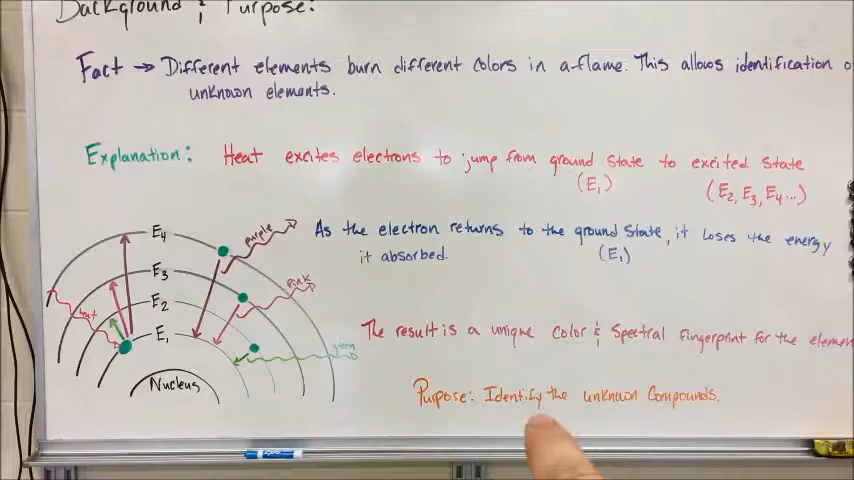 Background & Purpose:
Fact → Different elements burn different colors in a flame. This allows identification o
unknown elements.
Explanation: Heat excites electrons to jump from ground state to excited state
(E₁) (E₂, E₃, E₄...)
As the electron returns to the ground state, it loses the energy
it absorbed. (E₁)
The result is a unique color & spectral fingerprint for the elemen
Purpose: Identify the unknown compounds.
E₄
purple
E₃
pink
E₂
heat
E₁
green
Nucleus